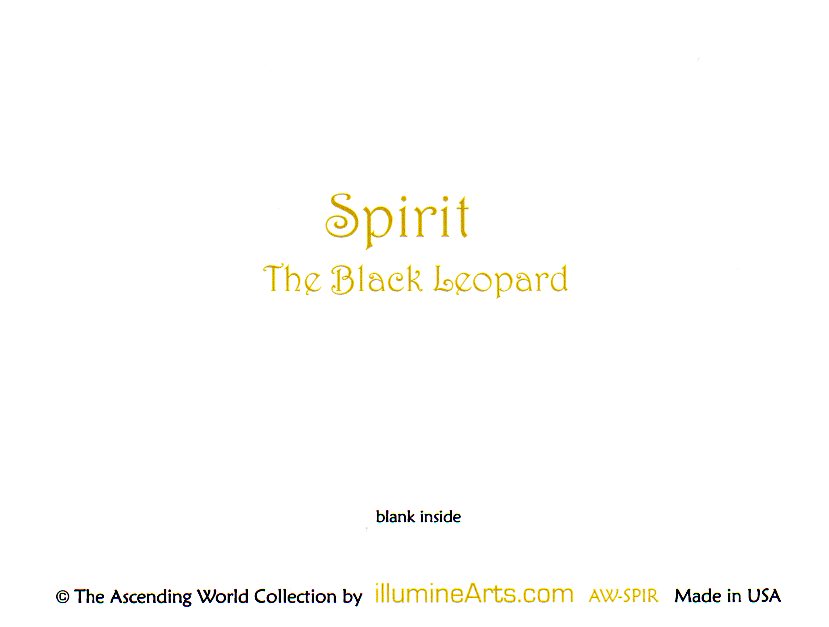 Spirit
The Black Leopard
blank inside
© The Ascending World Collection by illumineArts.com AW-SPIR Made in USA